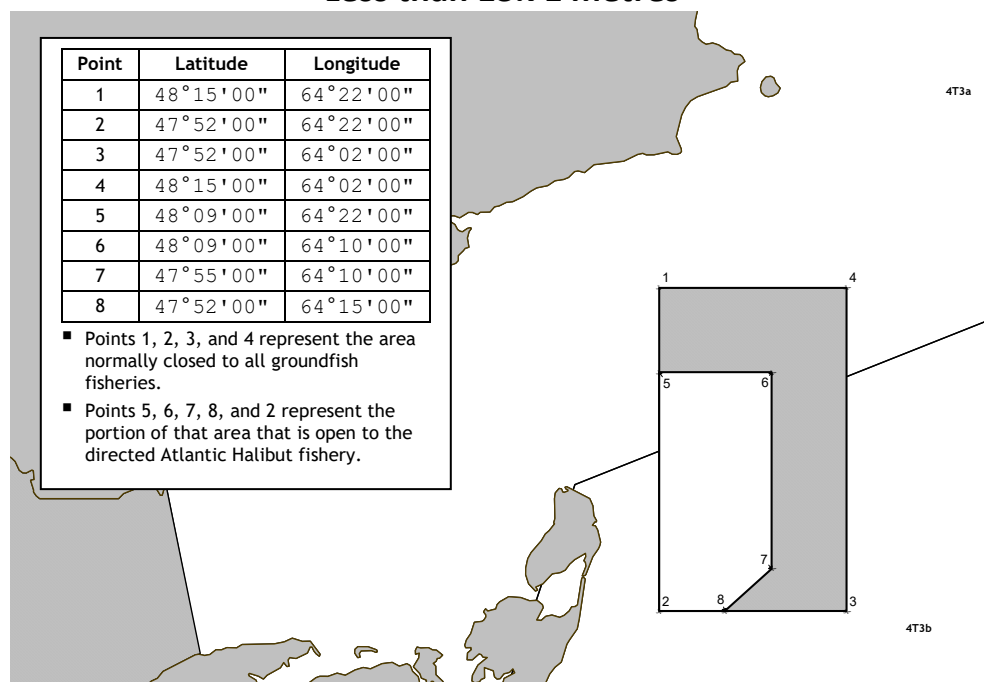 Point Latitude Longitude
1 48°15'00" 64°22'00"
2 47°52'00" 64°22'00"
3 47°52'00" 64°02'00"
4 48°15'00" 64°02'00"
5 48°09'00" 64°22'00"
6 48°09'00" 64°10'00"
7 47°55'00" 64°10'00"
8 47°52'00" 64°15'00"
▪ Points 1, 2, 3, and 4 represent the area
normally closed to all groundfish
fisheries.
▪ Points 5, 6, 7, 8, and 2 represent the
portion of that area that is open to the
directed Atlantic Halibut fishery.
4T3a
1 4
5 6
7
2 8 3
4T3b